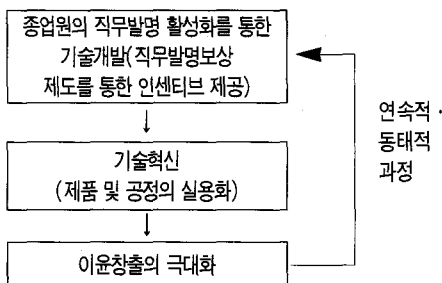 종업원의 직무발명 활성화를 통한
기술개발(직무발명보상
제도를 통한 인센티브 제공)
기술혁신
(제품 및 공정의 실용화)
이윤창출의 극대화
연속적·
동태적
과정